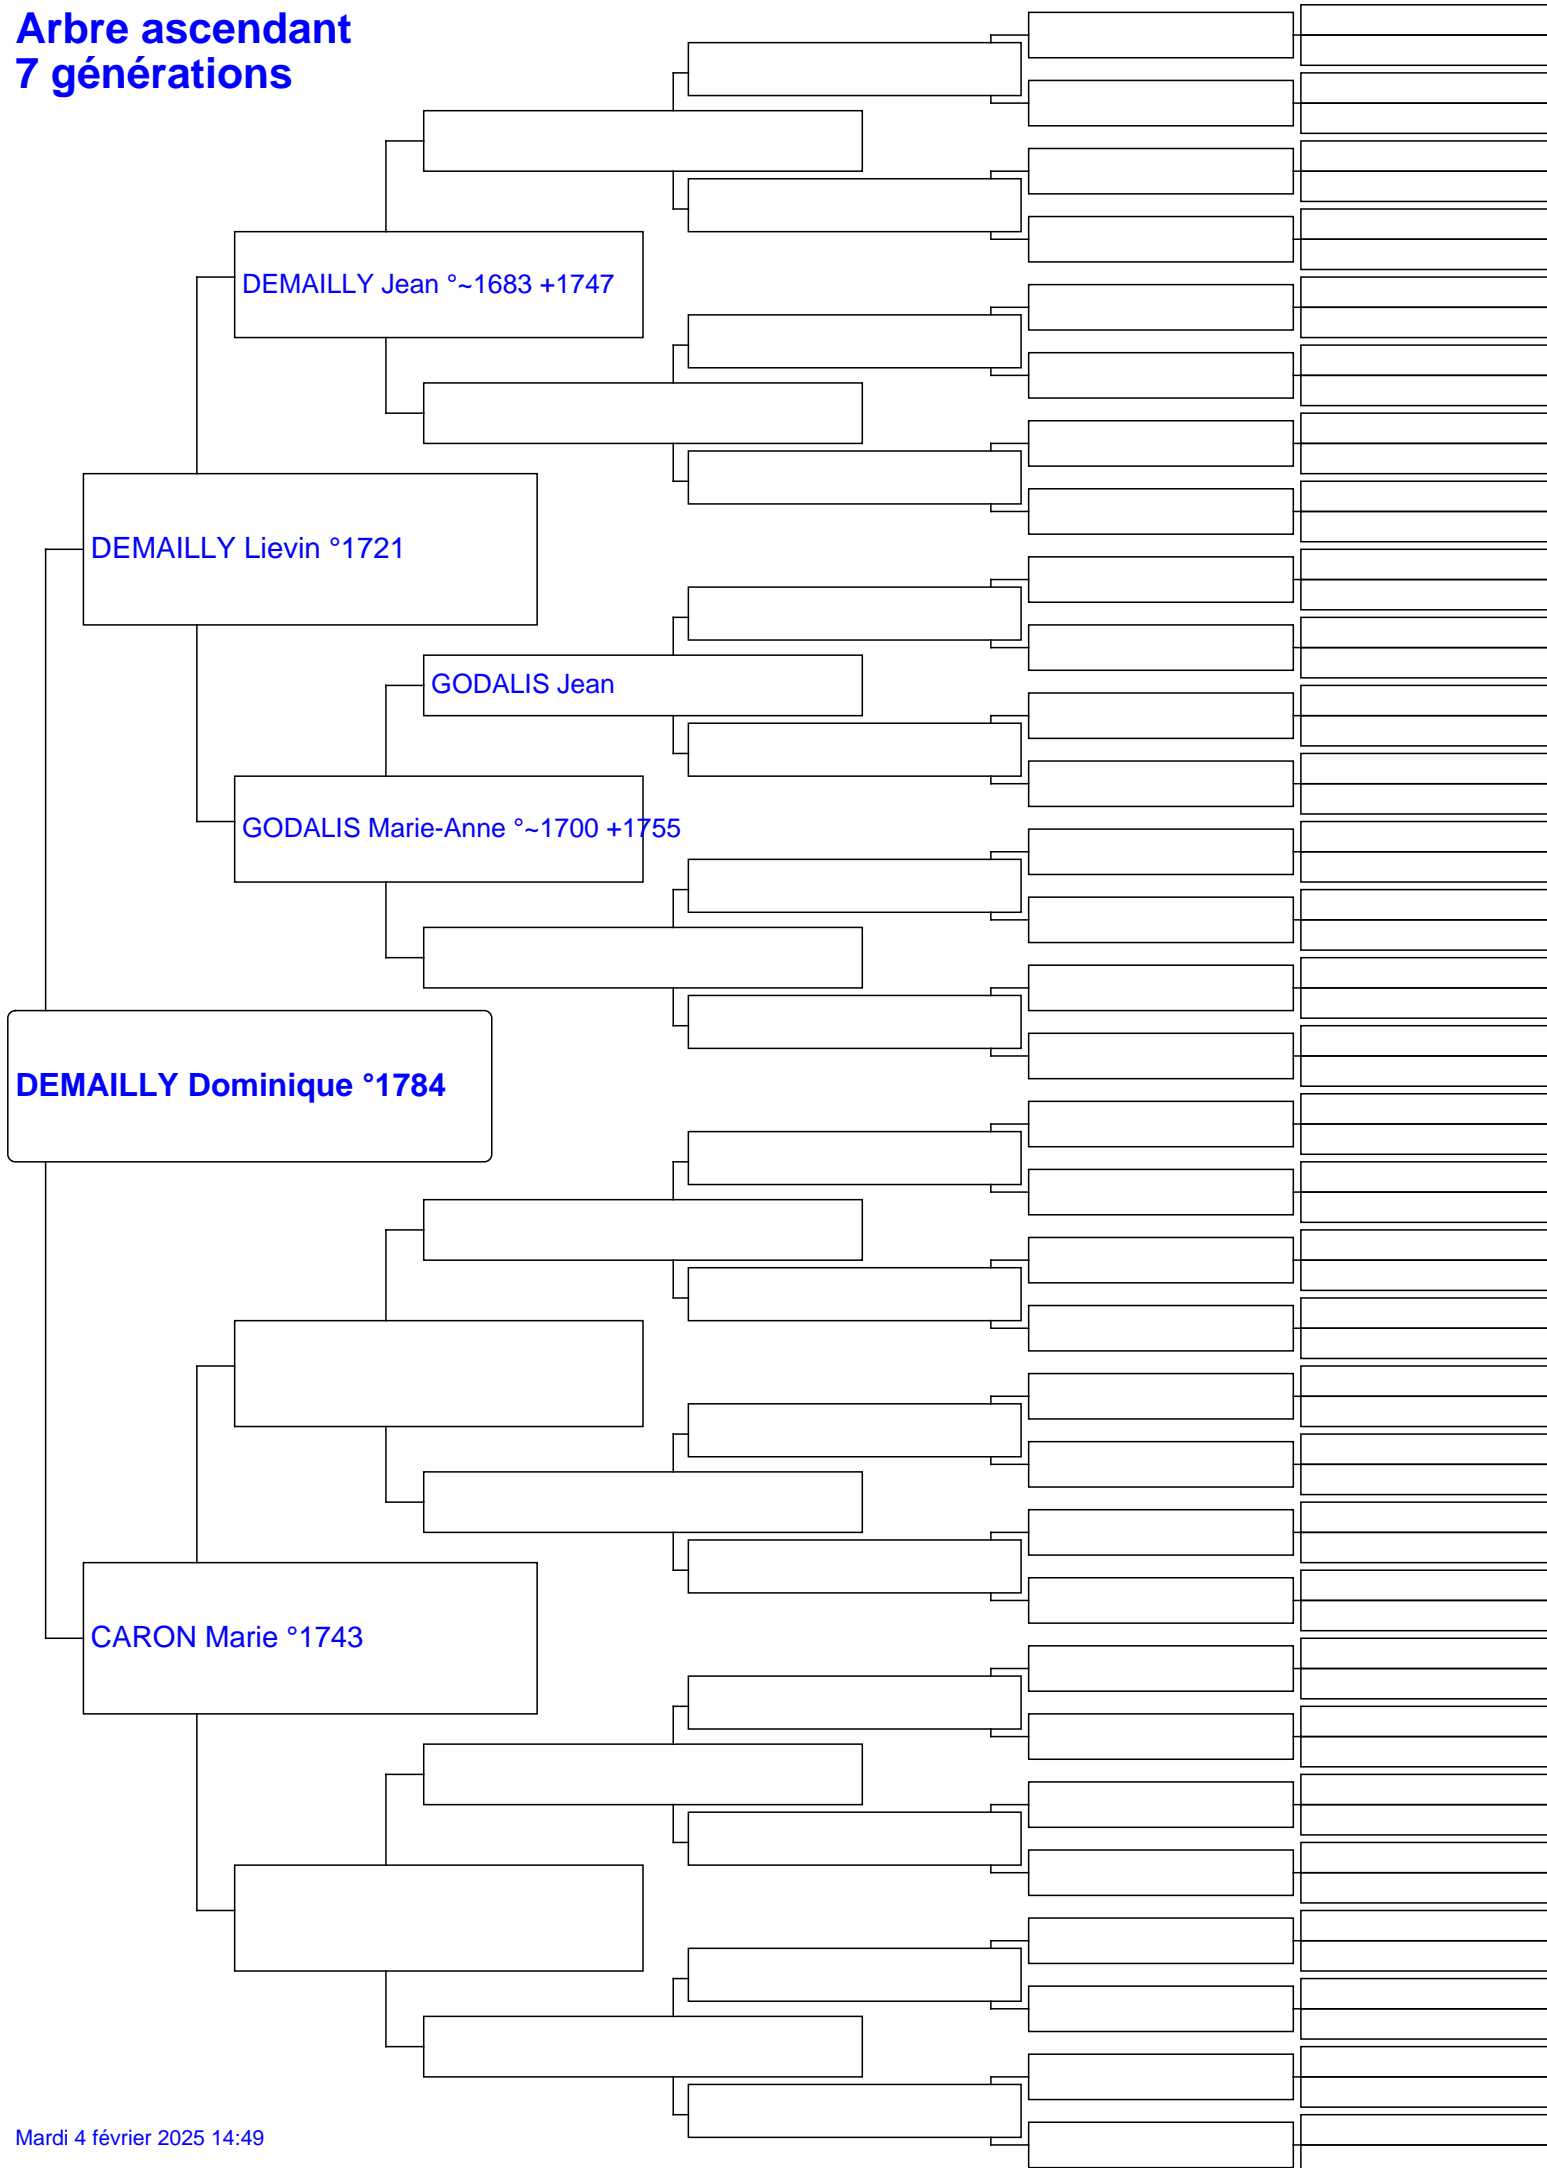 Arbre ascendant
7 générations
DEMAILLY Jean °~1683 +1747
DEMAILLY Lievin °1721
GODALIS Jean
GODALIS Marie-Anne °~1700 +1755
DEMAILLY Dominique °1784
CARON Marie °1743
Mardi 4 février 2025 14:49